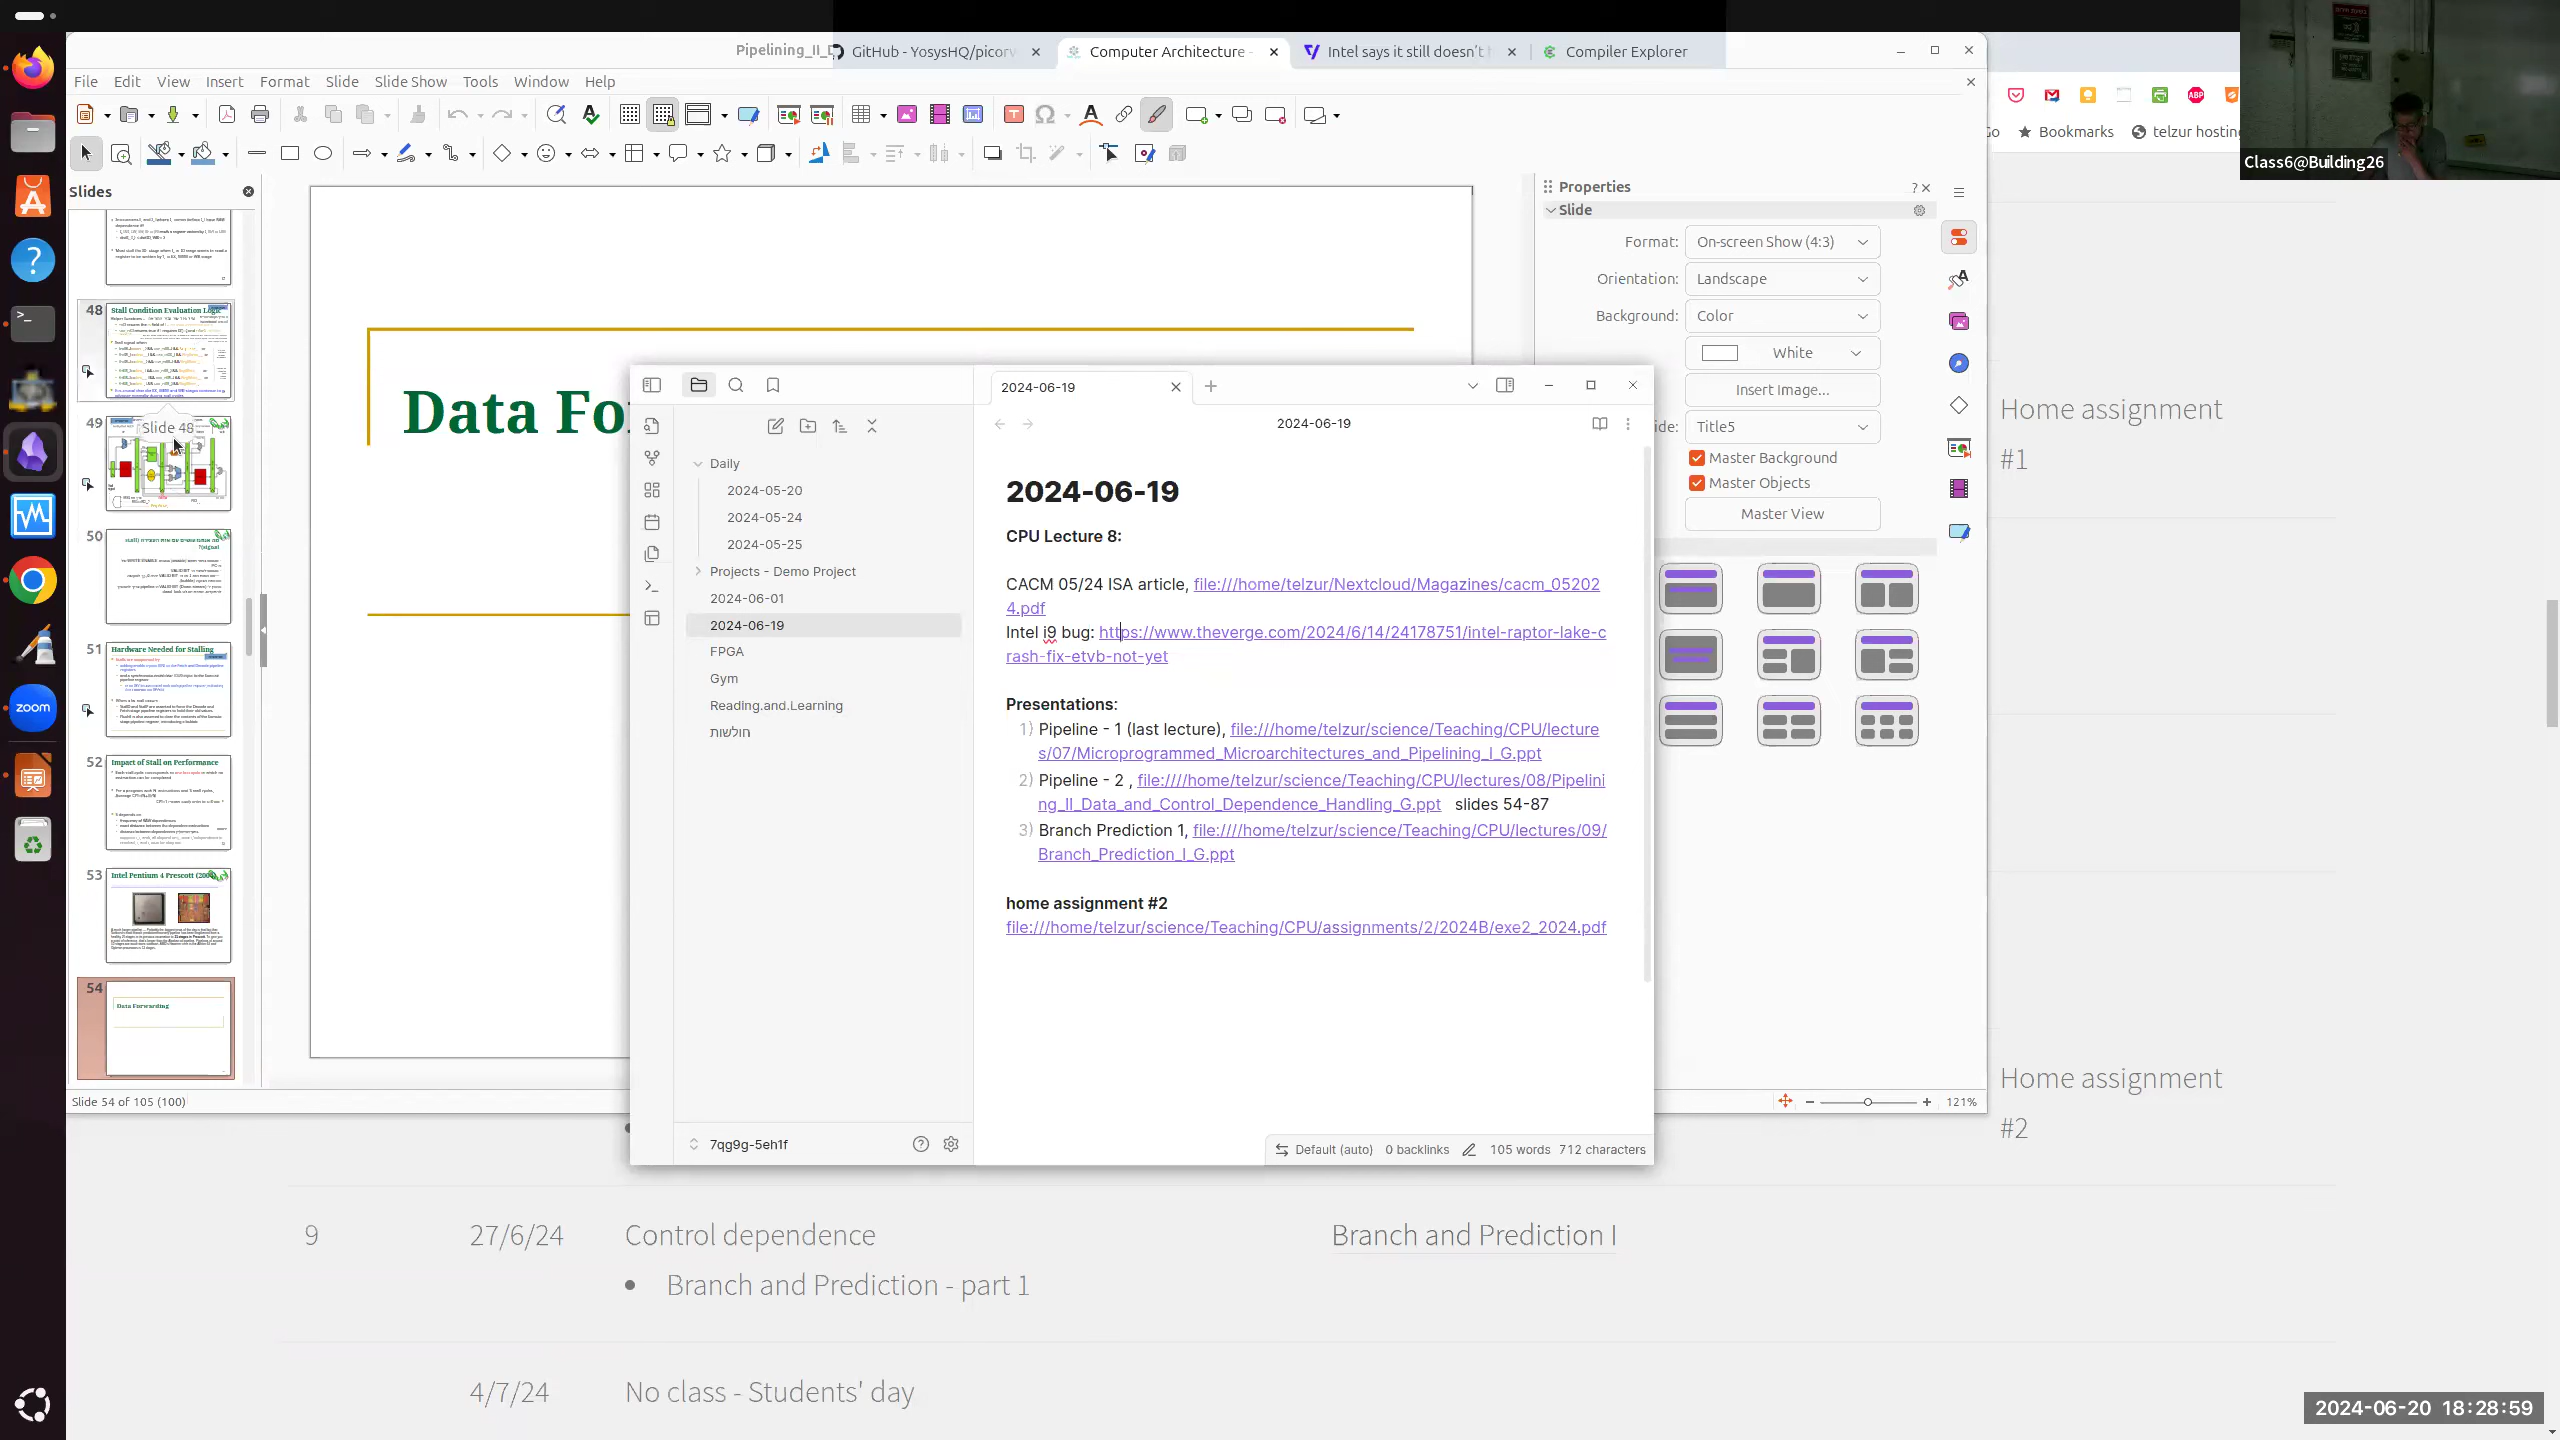 Pipelining_II_D
GitHub - YosysHQ/picorv
Computer Architecture -
Intel says it still doesn't
Compiler Explorer
File Edit View Insert Format Slide Slide Show Tools Window Help
Bookmarks
telzur hosting
Class6@Building26
Slides
Properties
Slide
Format: On-screen Show (4:3)
Orientation: Landscape
Background: Color
White
Insert Image...
ide: Title5
Master Background
Master Objects
Master View
48
Stall Condition Evaluation Logic
49
Slide 48
50
51
Hardware Needed for Stalling
52
Impact of Stall on Performance
53
Intel Pentium 4 Prescott (2004)
54
Data Forwarding
Slide 54 of 105 (100)
121%
Data Fo
2024-06-19
2024-06-19
Daily
2024-05-20
2024-05-24
2024-05-25
Projects - Demo Project
2024-06-01
2024-06-19
FPGA
Gym
Reading.and.Learning
חולשות
7qg9g-5eh1f
2024-06-19
CPU Lecture 8:
CACM 05/24 ISA article, file:///home/telzur/Nextcloud/Magazines/cacm_05202
4.pdf
Intel i9 bug: https://www.theverge.com/2024/6/14/24178751/intel-raptor-lake-c
rash-fix-etvb-not-yet
Presentations:
1) Pipeline - 1 (last lecture), file:///home/telzur/science/Teaching/CPU/lecture
s/07/Microprogrammed_Microarchitectures_and_Pipelining_I_G.ppt
2) Pipeline - 2 , file:////home/telzur/science/Teaching/CPU/lectures/08/Pipelini
ng_II_Data_and_Control_Dependence_Handling_G.ppt slides 54-87
3) Branch Prediction 1, file:////home/telzur/science/Teaching/CPU/lectures/09/
Branch_Prediction_I_G.ppt
home assignment #2
file:///home/telzur/science/Teaching/CPU/assignments/2/2024B/exe2_2024.pdf
Default (auto) 0 backlinks 105 words 712 characters
Home assignment
#1
Home assignment
#2
9 27/6/24 Control dependence Branch and Prediction I
Branch and Prediction - part 1
4/7/24 No class - Students' day
2024-06-20 18:28:59
zoom